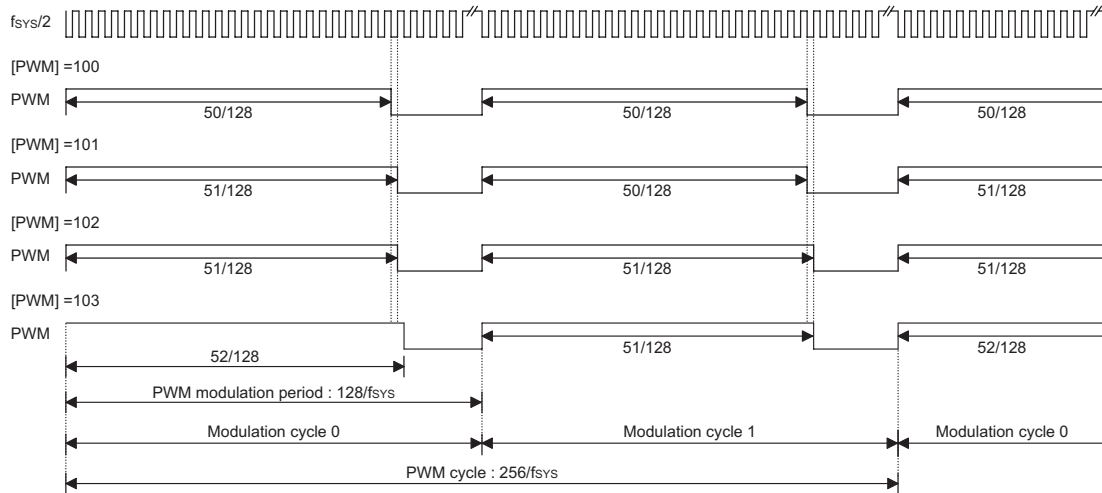 fSYS/2
[PWM] =100
PWM
50/128 50/128 50/128
[PWM] =101
PWM
51/128 50/128 51/128
[PWM] =102
PWM
51/128 51/128 51/128
[PWM] =103
PWM
52/128 51/128 52/128
PWM modulation period : 128/fSYS
Modulation cycle 0 Modulation cycle 1 Modulation cycle 0
PWM cycle : 256/fSYS